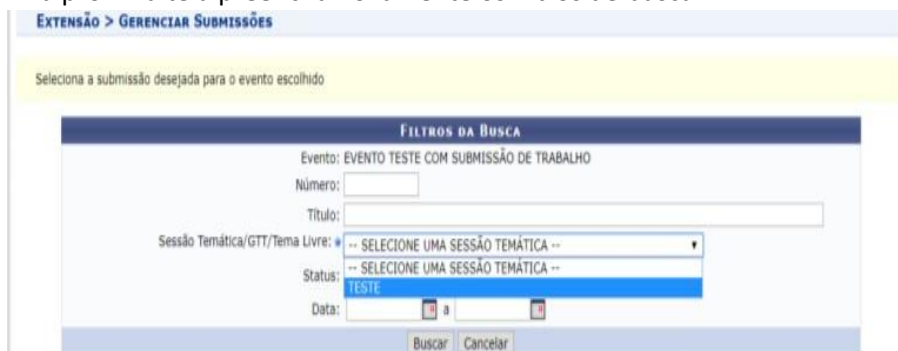 EXTENSÃO > GERENCIAR SUBMISSÕES
Seleciona a submissão desejada para o evento escolhido
FILTROS DA BUSCA
Evento: EVENTO TESTE COM SUBMISSÃO DE TRABALHO
Número:
Título:
Sessão Temática/GTT/Tema Livre: -- SELECIONE UMA SESSÃO TEMÁTICA --
-- SELECIONE UMA SESSÃO TEMÁTICA --
Status:
TESTE
Data: a
Buscar Cancelar